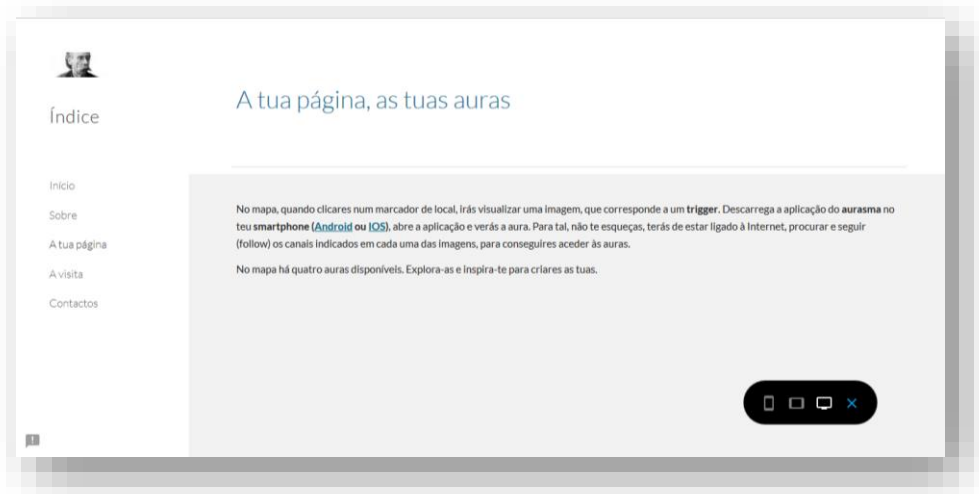 Índice
Início
Sobre
A tua página
A visita
Contactos
A tua página, as tuas auras
No mapa, quando clicares num marcador de local, irás visualizar uma imagem, que corresponde a um trigger. Descarrega a aplicação do aurasma no
teu smartphone (Android ou IOS), abre a aplicação e verás a aura. Para tal, não te esqueças, terás de estar ligado à Internet, procurar e seguir
(follow) os canais indicados em cada uma das imagens, para conseguires aceder às auras.
No mapa há quatro auras disponíveis. Explora-as e inspira-te para criares as tuas.